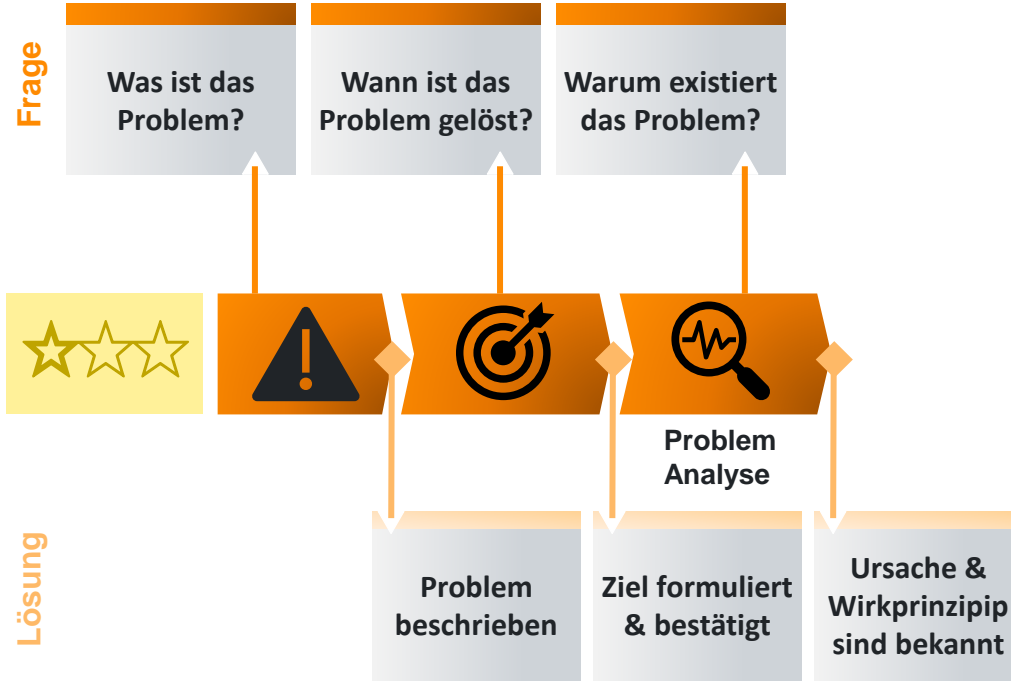 Frage
Was ist das
Problem?
Wann ist das
Problem gelöst?
Warum existiert
das Problem?
Problem
Analyse
Lösung
Problem
beschrieben
Ziel formuliert
& bestätigt
Ursache &
Wirkprinzipip
sind bekannt